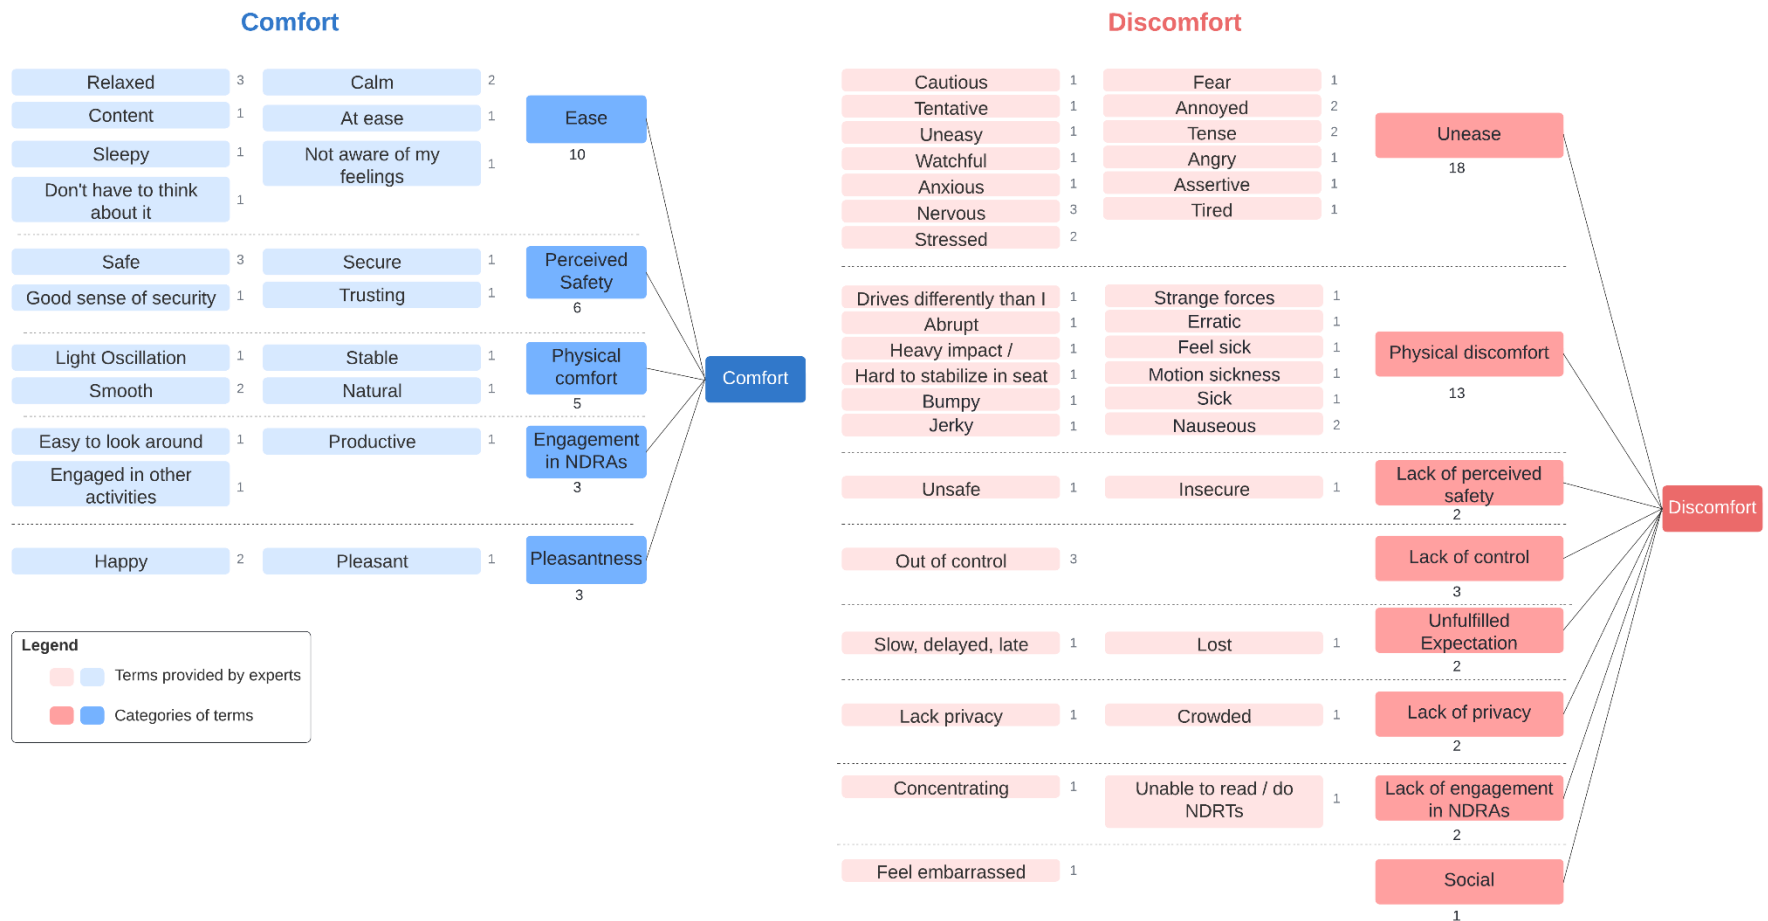 Comfort
Relaxed 3
Calm 2
Content 1
At ease 1
Sleepy 1
Not aware of my
feelings 1
Don't have to think
about it 1
Ease
10
Safe 3
Secure 1
Good sense of security 1
Trusting 1
Perceived
Safety
6
Light Oscillation 1
Stable 1
Smooth 2
Natural 1
Physical
comfort
5
Easy to look around 1
Productive 1
Engaged in other
activities 1
Engagement
in NDRAs
3
Happy 2
Pleasant 1
Pleasantness
3
Comfort
Legend
Terms provided by experts
Categories of terms
Discomfort
Cautious 1
Fear 1
Tentative 1
Annoyed 2
Uneasy 1
Tense 2
Watchful 1
Angry 1
Anxious 1
Assertive 1
Nervous 3
Tired 1
Stressed 2
Unease
18
Drives differently than I 1
Strange forces 1
Abrupt 1
Erratic 1
Heavy impact / 1
Feel sick 1
Hard to stabilize in seat 1
Motion sickness 1
Bumpy 1
Sick 1
Jerky 1
Nauseous 2
Physical discomfort
13
Unsafe 1
Insecure 1
Lack of perceived
safety
2
Out of control 3
Lack of control
3
Slow, delayed, late 1
Lost 1
Unfulfilled
Expectation
2
Lack privacy 1
Crowded 1
Lack of privacy
2
Concentrating 1
Unable to read / do
NDRTs 1
Lack of engagement
in NDRAs
2
Feel embarrassed 1
Social
1
Discomfort